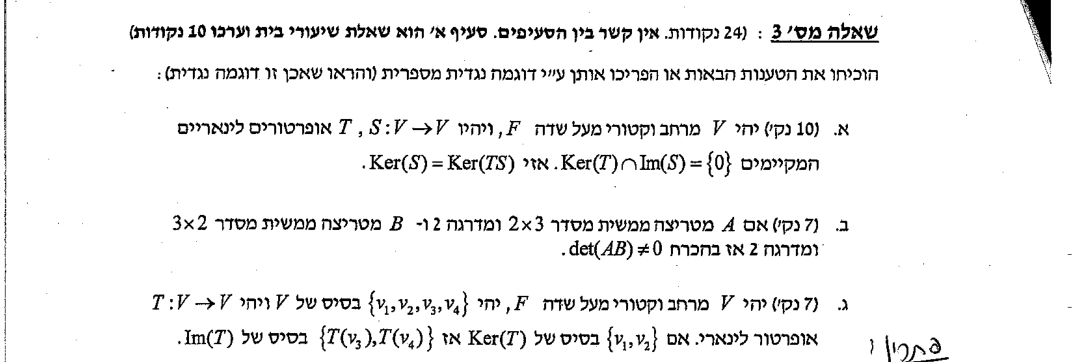 שאלה מס' 3 : (24 נקודות. אין קשר בין הסעיפים. סעיף א' הוא שאלת שיעורי בית וערכו 10 נקודות)
הוכיחו את הטענות הבאות או הפריכו אותן ע"י דוגמה נגדית מספרית (והראו שאכן זו דוגמה נגדית):
א. (10 נק') יהי V מרחב וקטורי מעל שדה F, ויהיו T , S:V→V אופרטורים לינאריים
המקיימים Ker(T)∩Im(S)={0}. אזי Ker(S)=Ker(TS).
ב. (7 נק') אם A מטריצה ממשית מסדר 2×3 ומדרגה 2 ו- B מטריצה ממשית מסדר 3×2
ומדרגה 2 אז בהכרח det(AB)≠0.
ג. (7 נק') יהי V מרחב וקטורי מעל שדה F, יהי {v₁,v₂,v₃,v₄} בסיס של V ויהי T:V→V
אופרטור לינארי. אם {v₁,v₂} בסיס של Ker(T) אז {T(v₃),T(v₄)} בסיס של Im(T).
פתרון